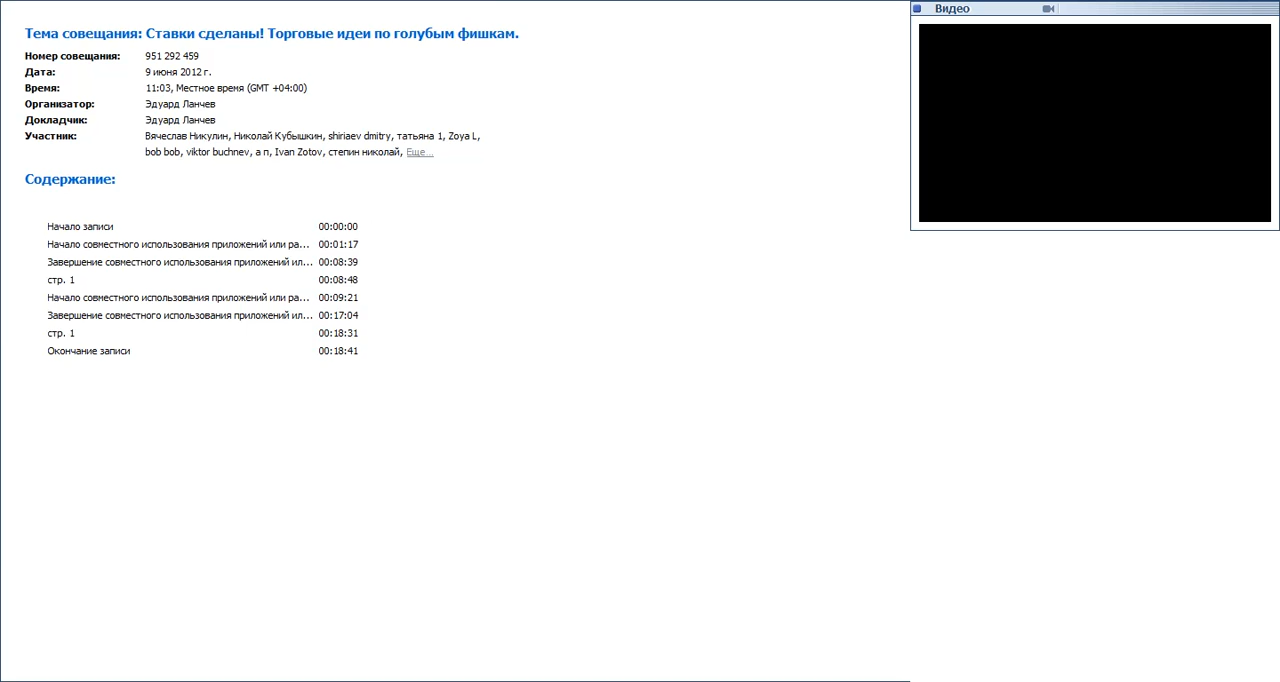 Видео
Тема совещания: Ставки сделаны! Торговые идеи по голубым фишкам.
Номер совещания: 951 292 459
Дата: 9 июня 2012 г.
Время: 11:03, Местное время (GMT +04:00)
Организатор: Эдуард Ланчев
Докладчик: Эдуард Ланчев
Участник: Вячеслав Никулин, Николай Кубышкин, shiriaev dmitry, татьяна 1, Zoya L,
bob bob, viktor buchnev, а п, Ivan Zotov, степин николай, Еще...
Содержание:
Начало записи 00:00:00
Начало совместного использования приложений или ра... 00:01:17
Завершение совместного использования приложений ил... 00:08:39
стр. 1 00:08:48
Начало совместного использования приложений или ра... 00:09:21
Завершение совместного использования приложений ил... 00:17:04
стр. 1 00:18:31
Окончание записи 00:18:41